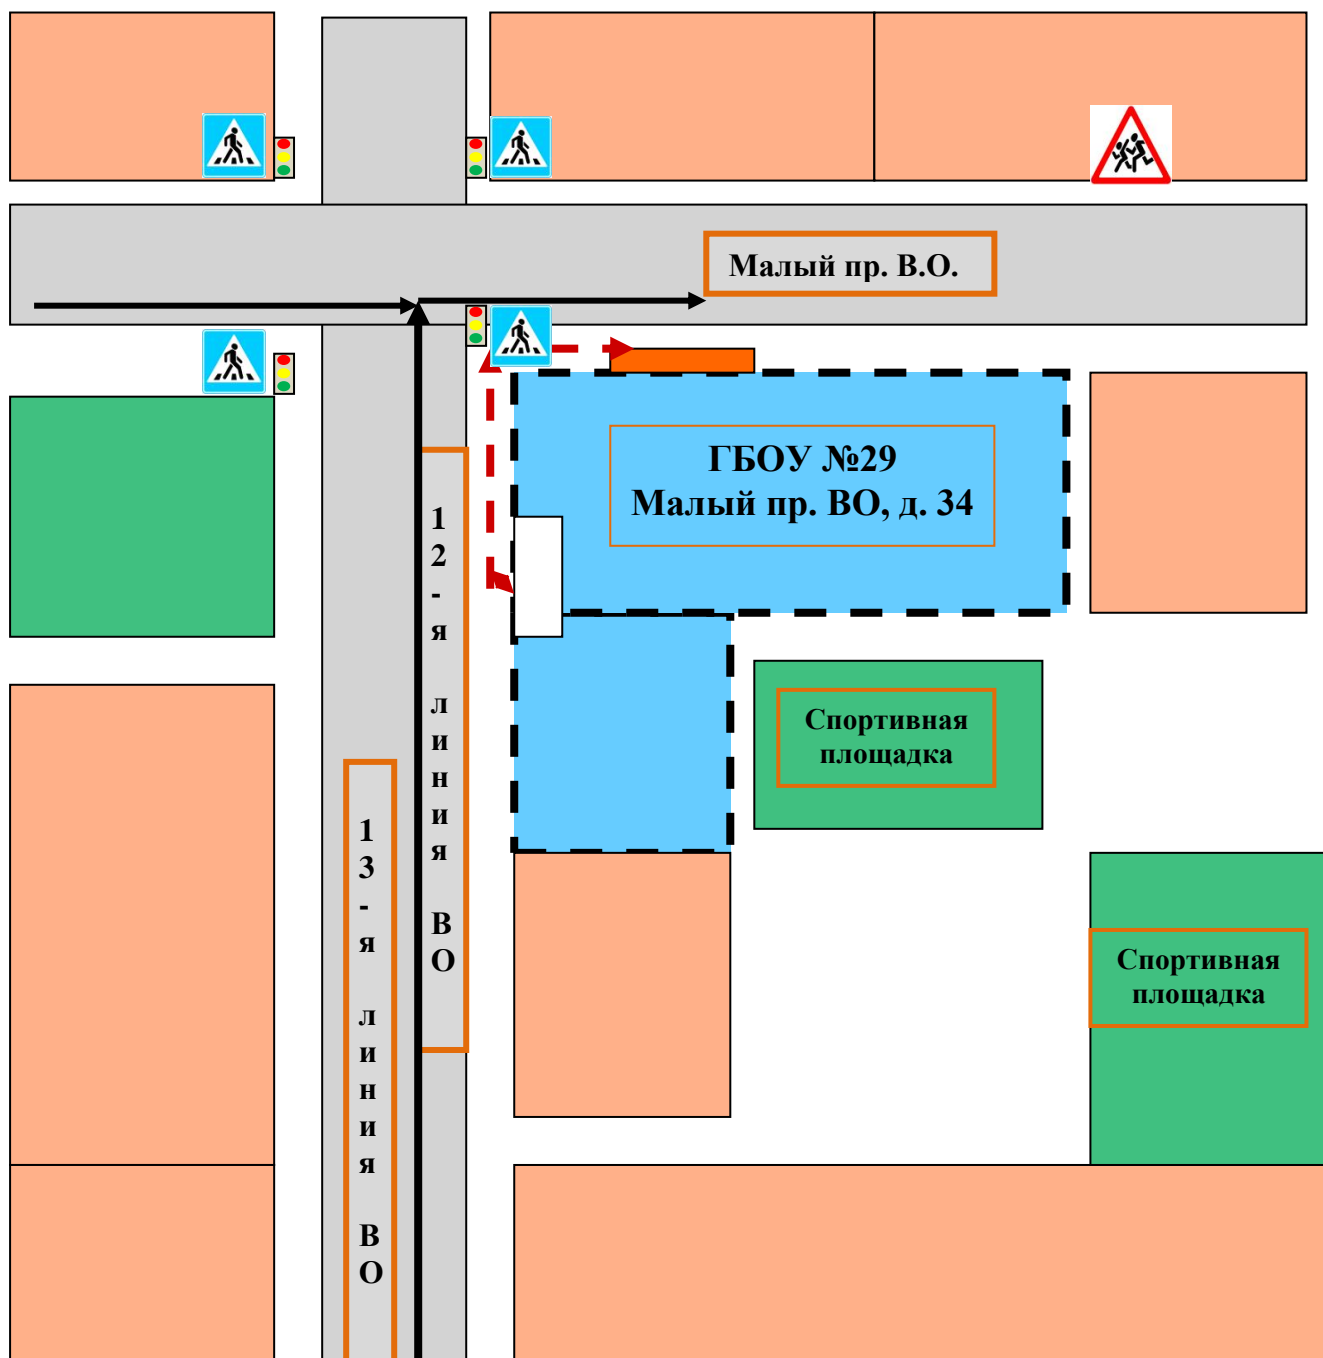 Малый пр. В.О.
ГБОУ №29
Малый пр. ВО, д. 34
12-я линия ВО
Спортивная
площадка
13-я линия ВО
Спортивная
площадка